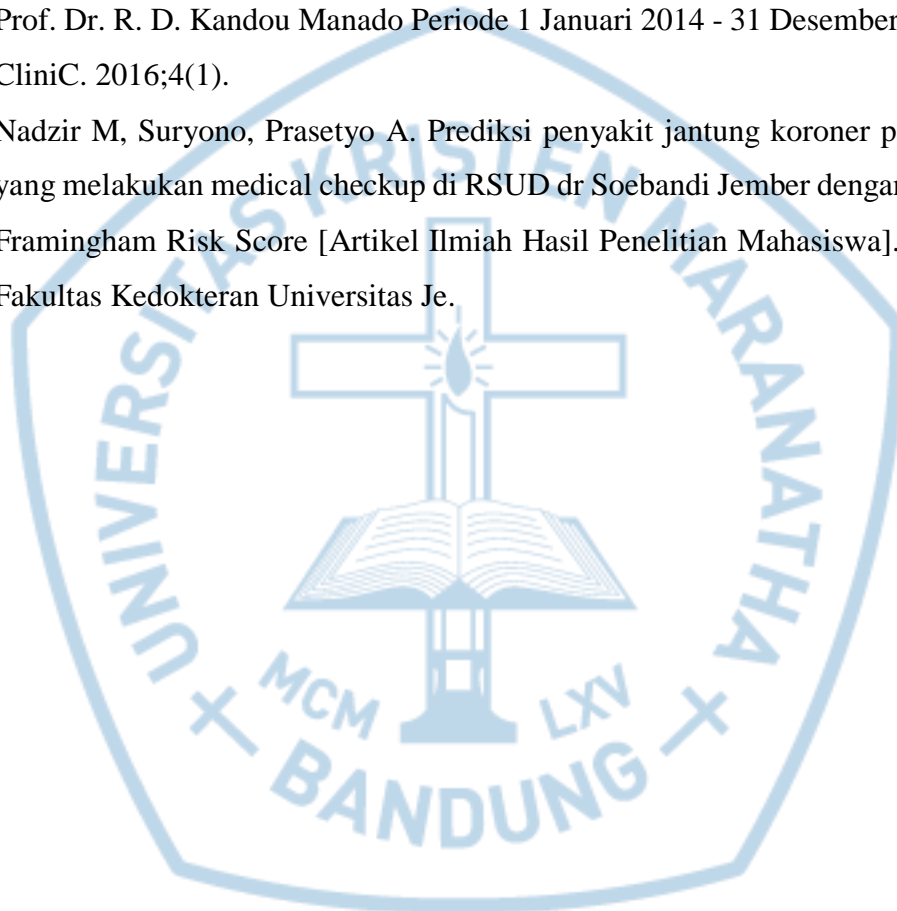 Prof. Dr. R. D. Kandou Manado Periode 1 Januari 2014 - 31 Desember
CliniC. 2016;4(1).
Nadzir M, Suryono, Prasetyo A. Prediksi penyakit jantung koroner p
yang melakukan medical checkup di RSUD dr Soebandi Jember dengan
Framingham Risk Score [Artikel Ilmiah Hasil Penelitian Mahasiswa].
Fakultas Kedokteran Universitas Je.
UNIVERSITAS KRISTEN MARANATHA
MCM LXV
BANDUNG